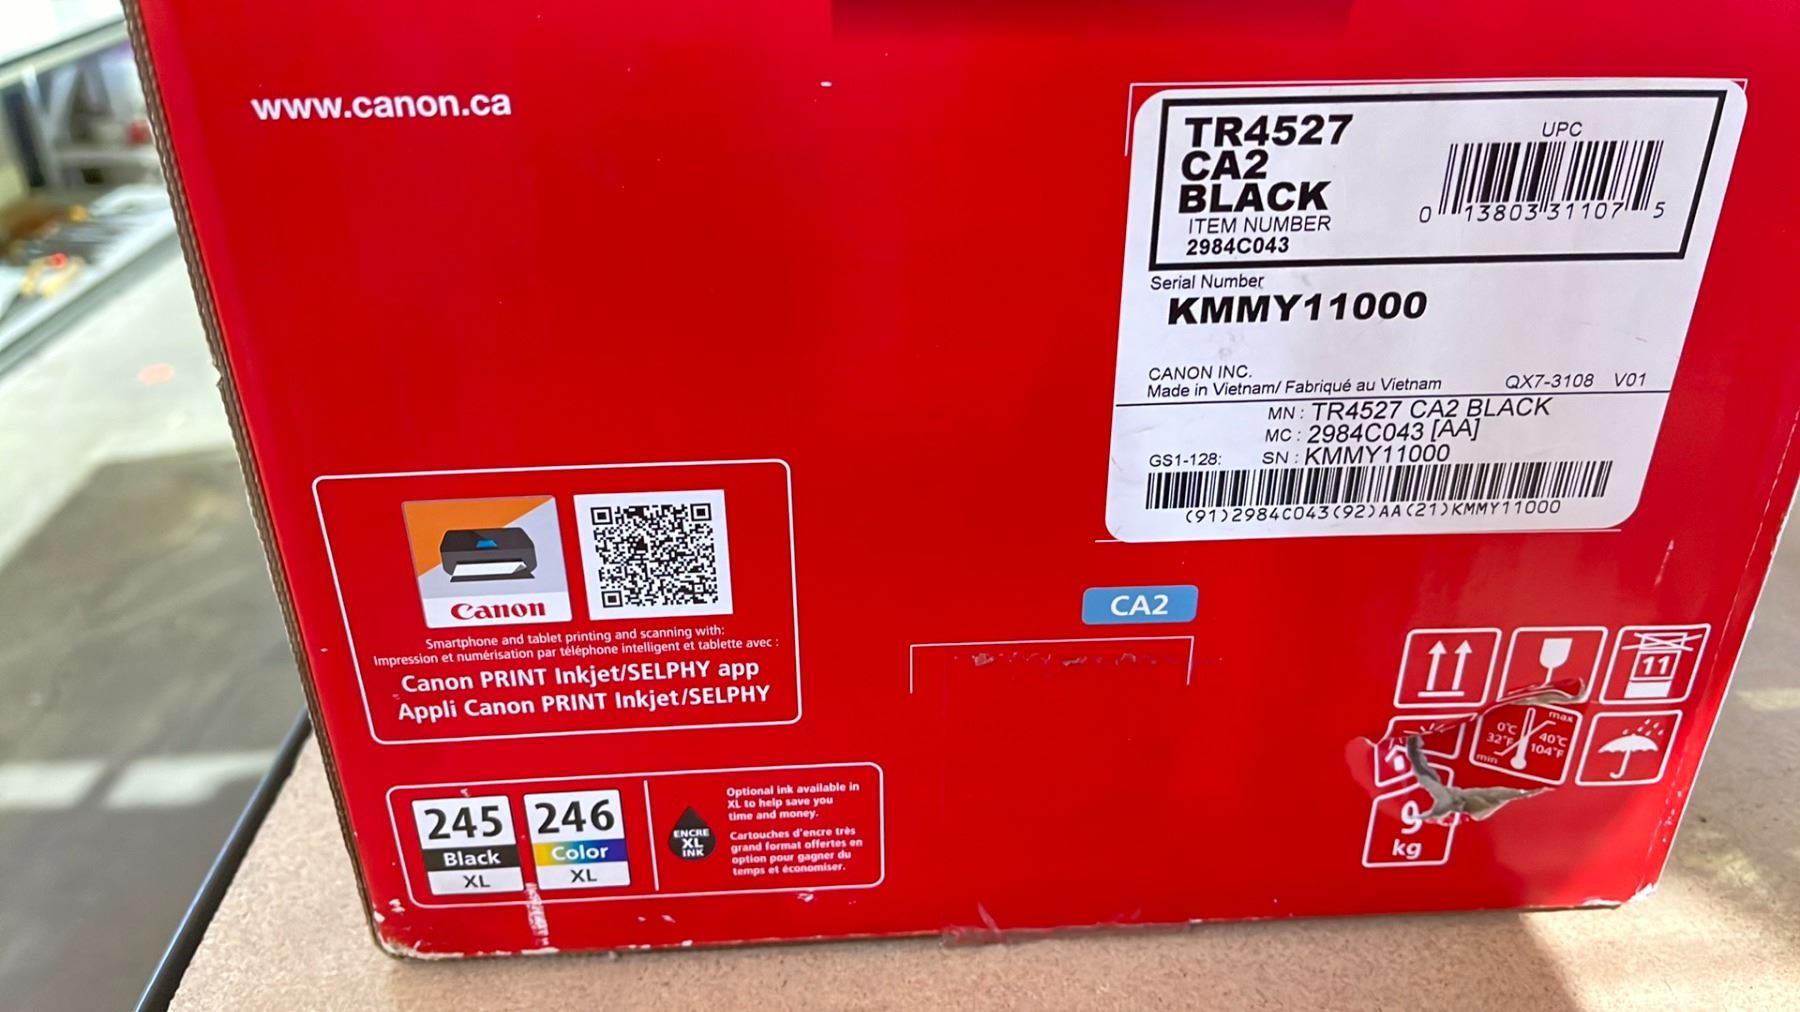 www.canon.ca
TR4527
CA2
BLACK
ITEM NUMBER
2984C043
UPC
0 13803 31107 5
Serial Number
KMMY11000
CANON INC.
Made in Vietnam/ Fabriqué au Vietnam
QX7-3108 V01
MN : TR4527 CA2 BLACK
MC : 2984C043 [AA]
GS1-128: SN : KMMY11000
(91)2984C043(92)AA(21)KMMY11000
Canon
Smartphone and tablet printing and scanning with:
Impression et numérisation par téléphone intelligent et tablette avec :
Canon PRINT Inkjet/SELPHY app
Appli Canon PRINT Inkjet/SELPHY
CA2
11
0°C
32°F
min
max
40°C
104°F
9
kg
245
Black
XL
246
Color
XL
ENCRE
XL
INK
Optional ink available in
XL to help save you
time and money.
Cartouches d'encre très
grand format offertes en
option pour gagner du
temps et économiser.